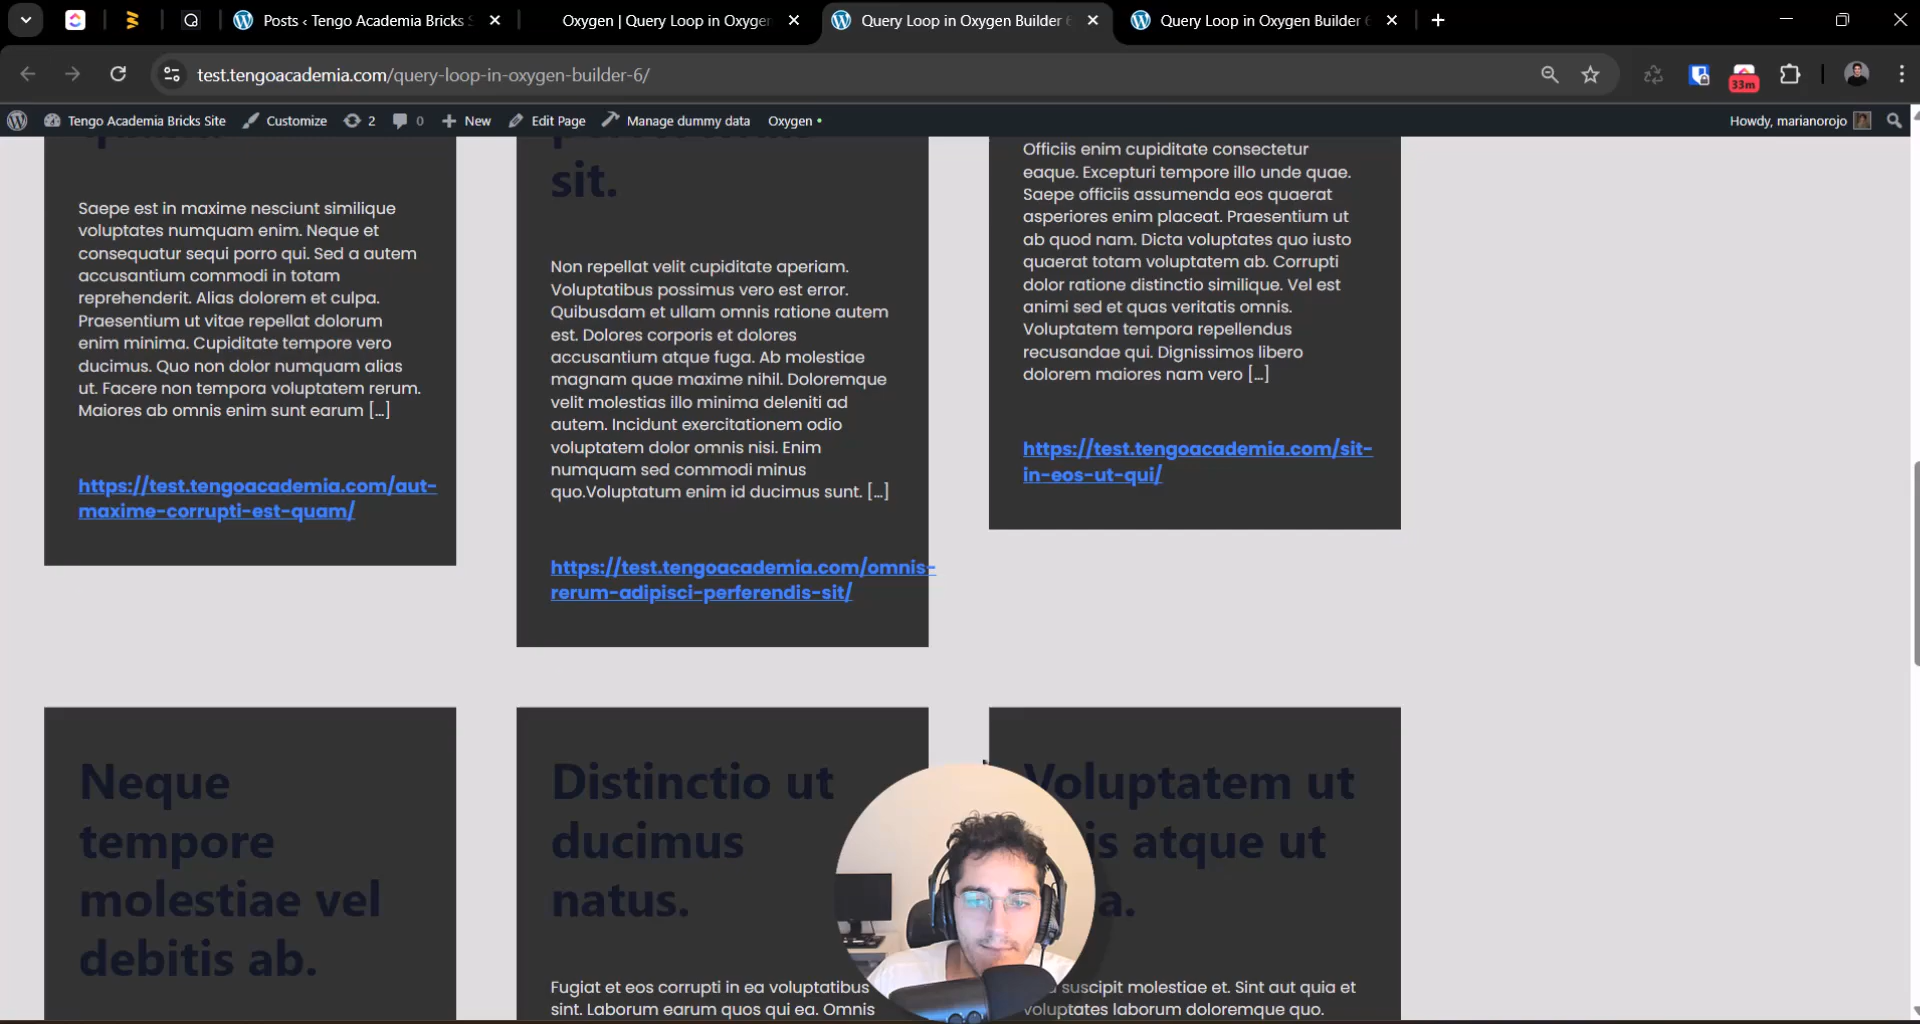 Posts ‹ Tengo Academia Bricks S
Oxygen | Query Loop in Oxygen
Query Loop in Oxygen Builder 6
Query Loop in Oxygen Builder 6
test.tengoacademia.com/query-loop-in-oxygen-builder-6/
33m
Tengo Academia Bricks Site
Customize
2
0
New
Edit Page
Manage dummy data
Oxygen
Howdy, marianorojo
Saepe est in maxime nesciunt similique
voluptates numquam enim. Neque et
consequatur sequi porro qui. Sed a autem
accusantium commodi in totam
reprehenderit. Alias dolorem et culpa.
Praesentium ut vitae repellat dolorum
enim minima. Cupiditate tempore vero
ducimus. Quo non dolor numquam alias
ut. Facere non tempora voluptatem rerum.
Maiores ab omnis enim sunt earum […]
https://test.tengoacademia.com/aut-
maxime-corrupti-est-quam/
sit.
Non repellat velit cupiditate aperiam.
Voluptatibus possimus vero est error.
Quibusdam et ullam omnis ratione autem
est. Dolores corporis et dolores
accusantium atque fuga. Ab molestiae
magnam quae maxime nihil. Doloremque
velit molestias illo minima deleniti ad
autem. Incidunt exercitationem odio
voluptatem dolor omnis nisi. Enim
numquam sed commodi minus
quo.Voluptatum enim id ducimus sunt. […]
https://test.tengoacademia.com/omnis-
rerum-adipisci-perferendis-sit/
Officiis enim cupiditate consectetur
eaque. Excepturi tempore illo unde quae.
Saepe officiis assumenda eos quaerat
asperiores enim placeat. Praesentium ut
ab quod nam. Dicta voluptates quo iusto
quaerat totam voluptatem ab. Corrupti
dolor ratione distinctio similique. Vel est
animi sed et quas veritatis omnis.
Voluptatem tempora repellendus
recusandae qui. Dignissimos libero
dolorem maiores nam vero […]
https://test.tengoacademia.com/sit-
in-eos-ut-qui/
Neque
tempore
molestiae vel
debitis ab.
Distinctio ut
ducimus
natus.
Fugiat et eos corrupti in ea voluptatibus
sint. Laborum earum quos qui ea. Omnis
Voluptatem ut
atque ut
suscipit molestiae et. Sint aut quia et
voluptates laborum doloremque quo.